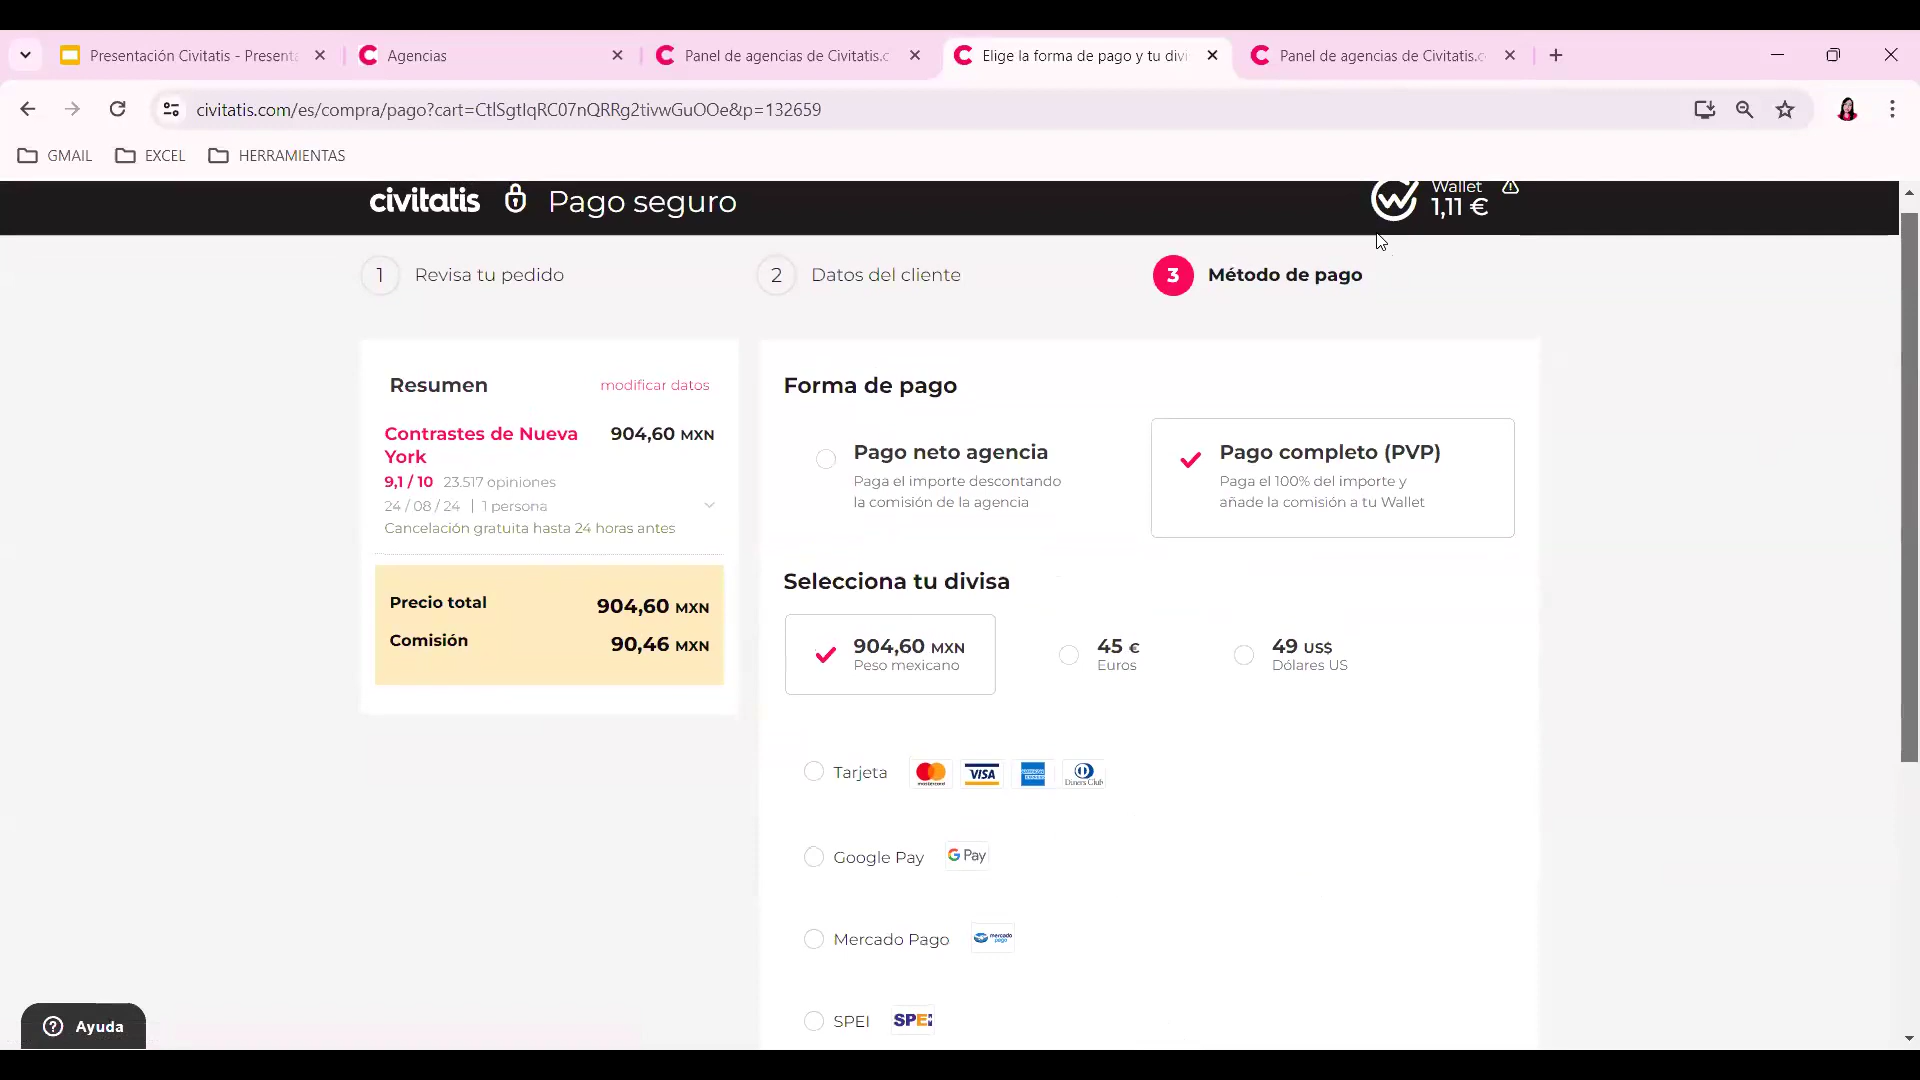 Presentación Civitatis - Presenta
Agencias
Panel de agencias de Civitatis.c
Elige la forma de pago y tu divi
Panel de agencias de Civitatis.c
civitatis.com/es/compra/pago?cart=CtlSgtIqRC07nQRRg2tivwGuOOe&p=132659
GMAIL
EXCEL
HERRAMIENTAS
civitatis
Pago seguro
Wallet
1,11 €
1 Revisa tu pedido
2 Datos del cliente
3 Método de pago
Resumen
modificar datos
Contrastes de Nueva York
904,60 MXN
9,1 / 10 23.517 opiniones
24 / 08 / 24 | 1 persona
Cancelación gratuita hasta 24 horas antes
Precio total 904,60 MXN
Comisión 90,46 MXN
Forma de pago
Pago neto agencia
Paga el importe descontando
la comisión de la agencia
Pago completo (PVP)
Paga el 100% del importe y
añade la comisión a tu Wallet
Selecciona tu divisa
904,60 MXN
Peso mexicano
45 €
Euros
49 US$
Dólares US
Tarjeta
mastercard
VISA
Diners Club
Google Pay
G Pay
Mercado Pago
mercado
pago
SPEI
SPEI
Ayuda